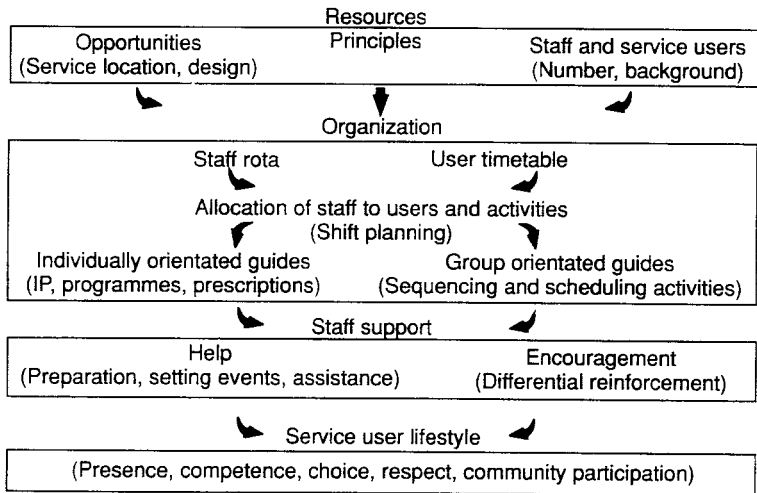 Resources
Opportunities Principles Staff and service users
(Service location, design) (Number, background)
Organization
Staff rota User timetable
Allocation of staff to users and activities
(Shift planning)
Individually orientated guides Group orientated guides
(IP, programmes, prescriptions) (Sequencing and scheduling activities)
Staff support
Help Encouragement
(Preparation, setting events, assistance) (Differential reinforcement)
Service user lifestyle
(Presence, competence, choice, respect, community participation)